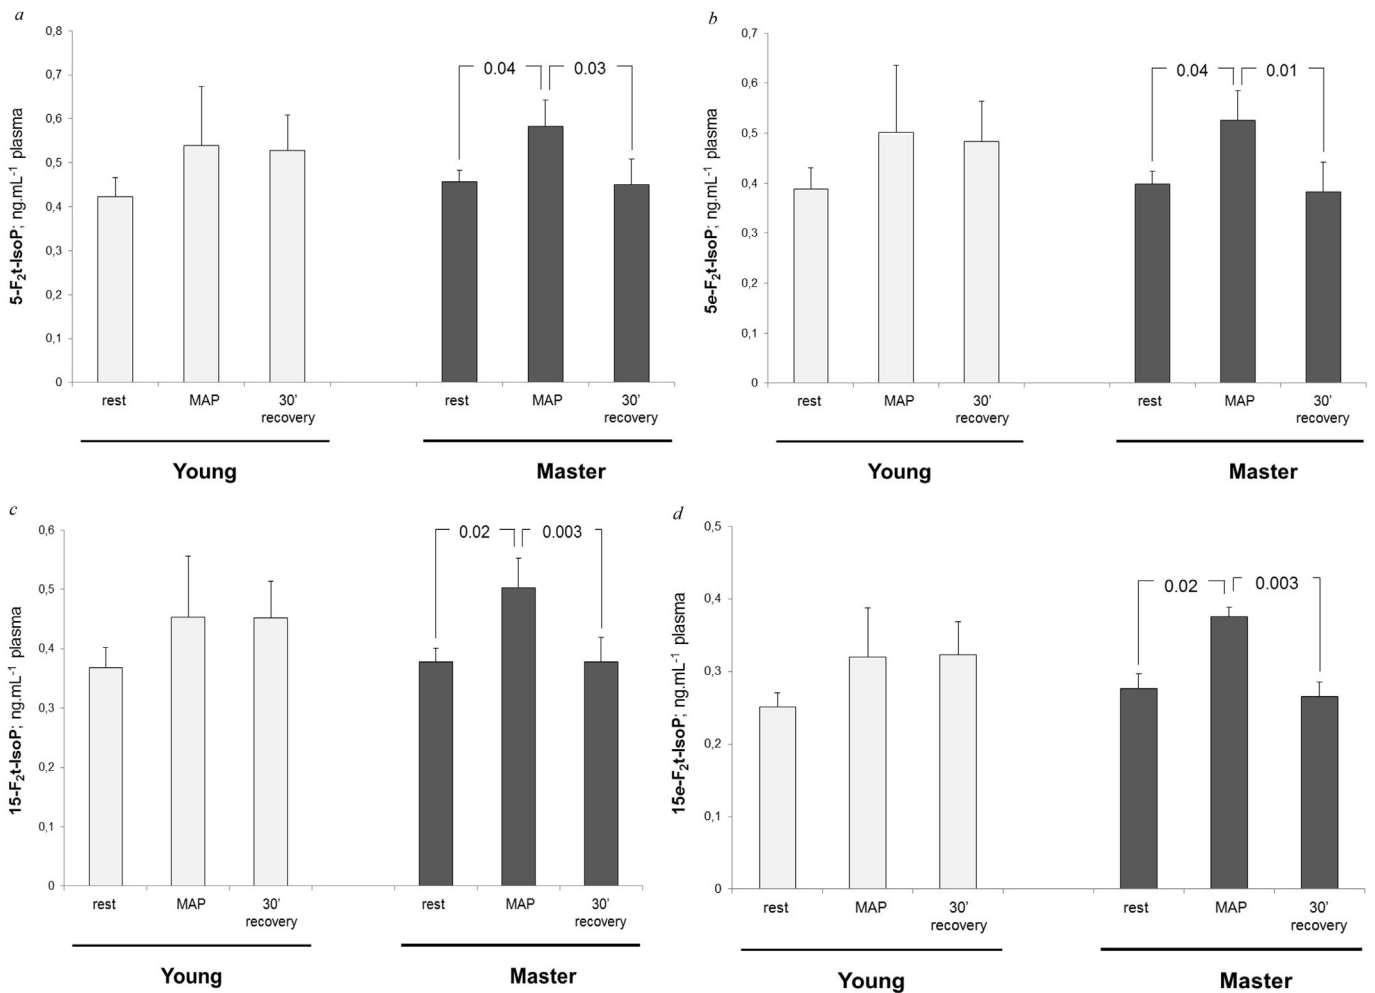 a
5-F2t-IsoP; ng.mL-1 plasma
0,8
0,7
0,6
0,5
0,4
0,3
0,2
0,1
0
0.04 0.03
rest MAP 30' recovery rest MAP 30' recovery
Young Master
b
5e-F2t-IsoP; ng.mL-1 plasma
0,7
0,6
0,5
0,4
0,3
0,2
0,1
0
0.04 0.01
rest MAP 30' recovery rest MAP 30' recovery
Young Master
c
15-F2t-IsoP; ng.mL-1 plasma
0,6
0,5
0,4
0,3
0,2
0,1
0
0.02 0.003
rest MAP 30' recovery rest MAP 30' recovery
Young Master
d
15e-F2t-IsoP; ng.mL-1 plasma
0,5
0,4
0,3
0,2
0,1
0
0.02 0.003
rest MAP 30' recovery rest MAP 30' recovery
Young Master